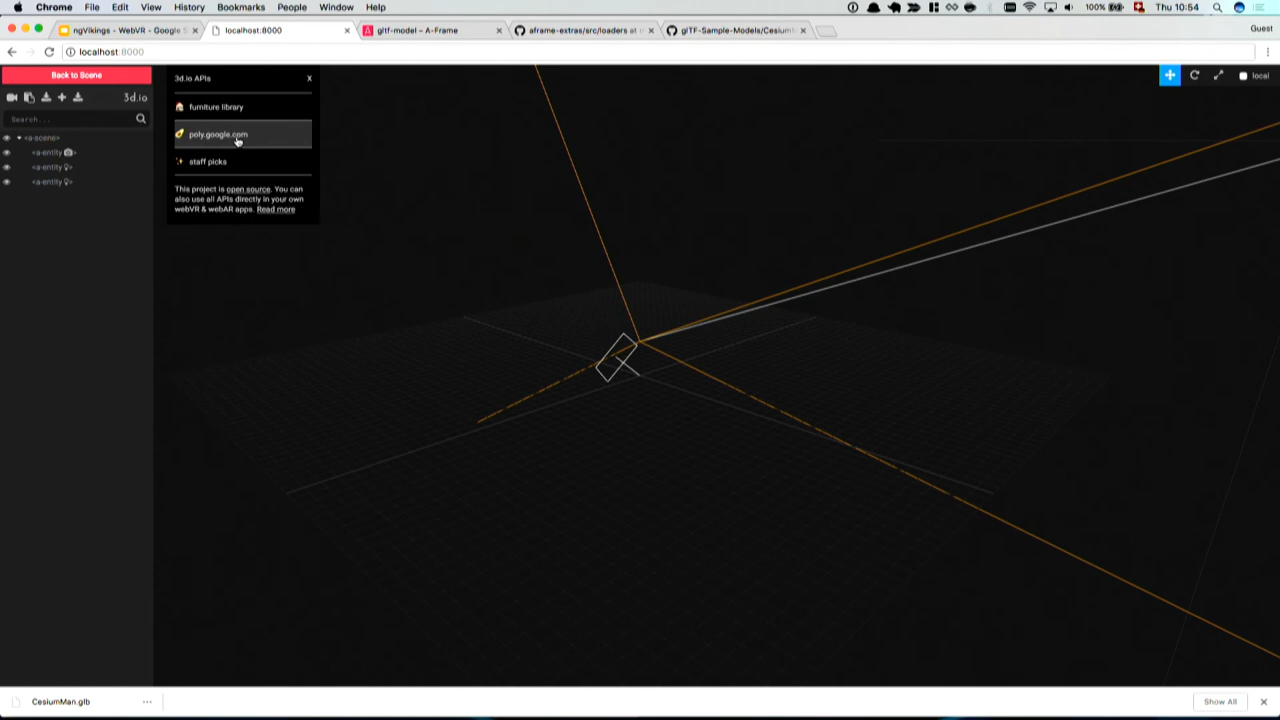 Chrome File Edit View History Bookmarks People Window Help 100% Thu 10:54
ngVikings - WebVR - Google S
localhost:8000
gltf-model – A-Frame
aframe-extras/src/loaders at
glTF-Sample-Models/Cesium
Guest
localhost:8000
Back to Scene
3d.io
Search...
<a-scene>
<a-entity >
<a-entity >
<a-entity >
3d.io APIs X
furniture library
poly.google.com
staff picks
This project is open source. You can
also use all APIs directly in your own
webVR & webAR apps. Read more
local
CesiumMan.glb
Show All